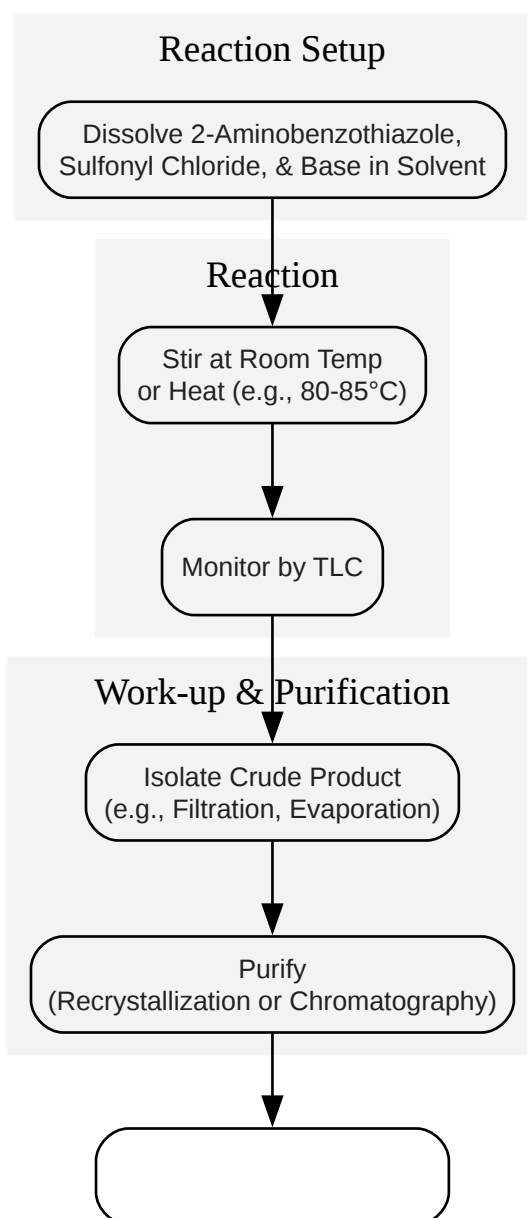 Reaction Setup
Dissolve 2-Aminobenzothiazole,
Sulfonyl Chloride, & Base in Solvent
Reaction
Stir at Room Temp
or Heat (e.g., 80-85°C)
Monitor by TLC
Work-up & Purification
Isolate Crude Product
(e.g., Filtration, Evaporation)
Purify
(Recrystallization or Chromatography)